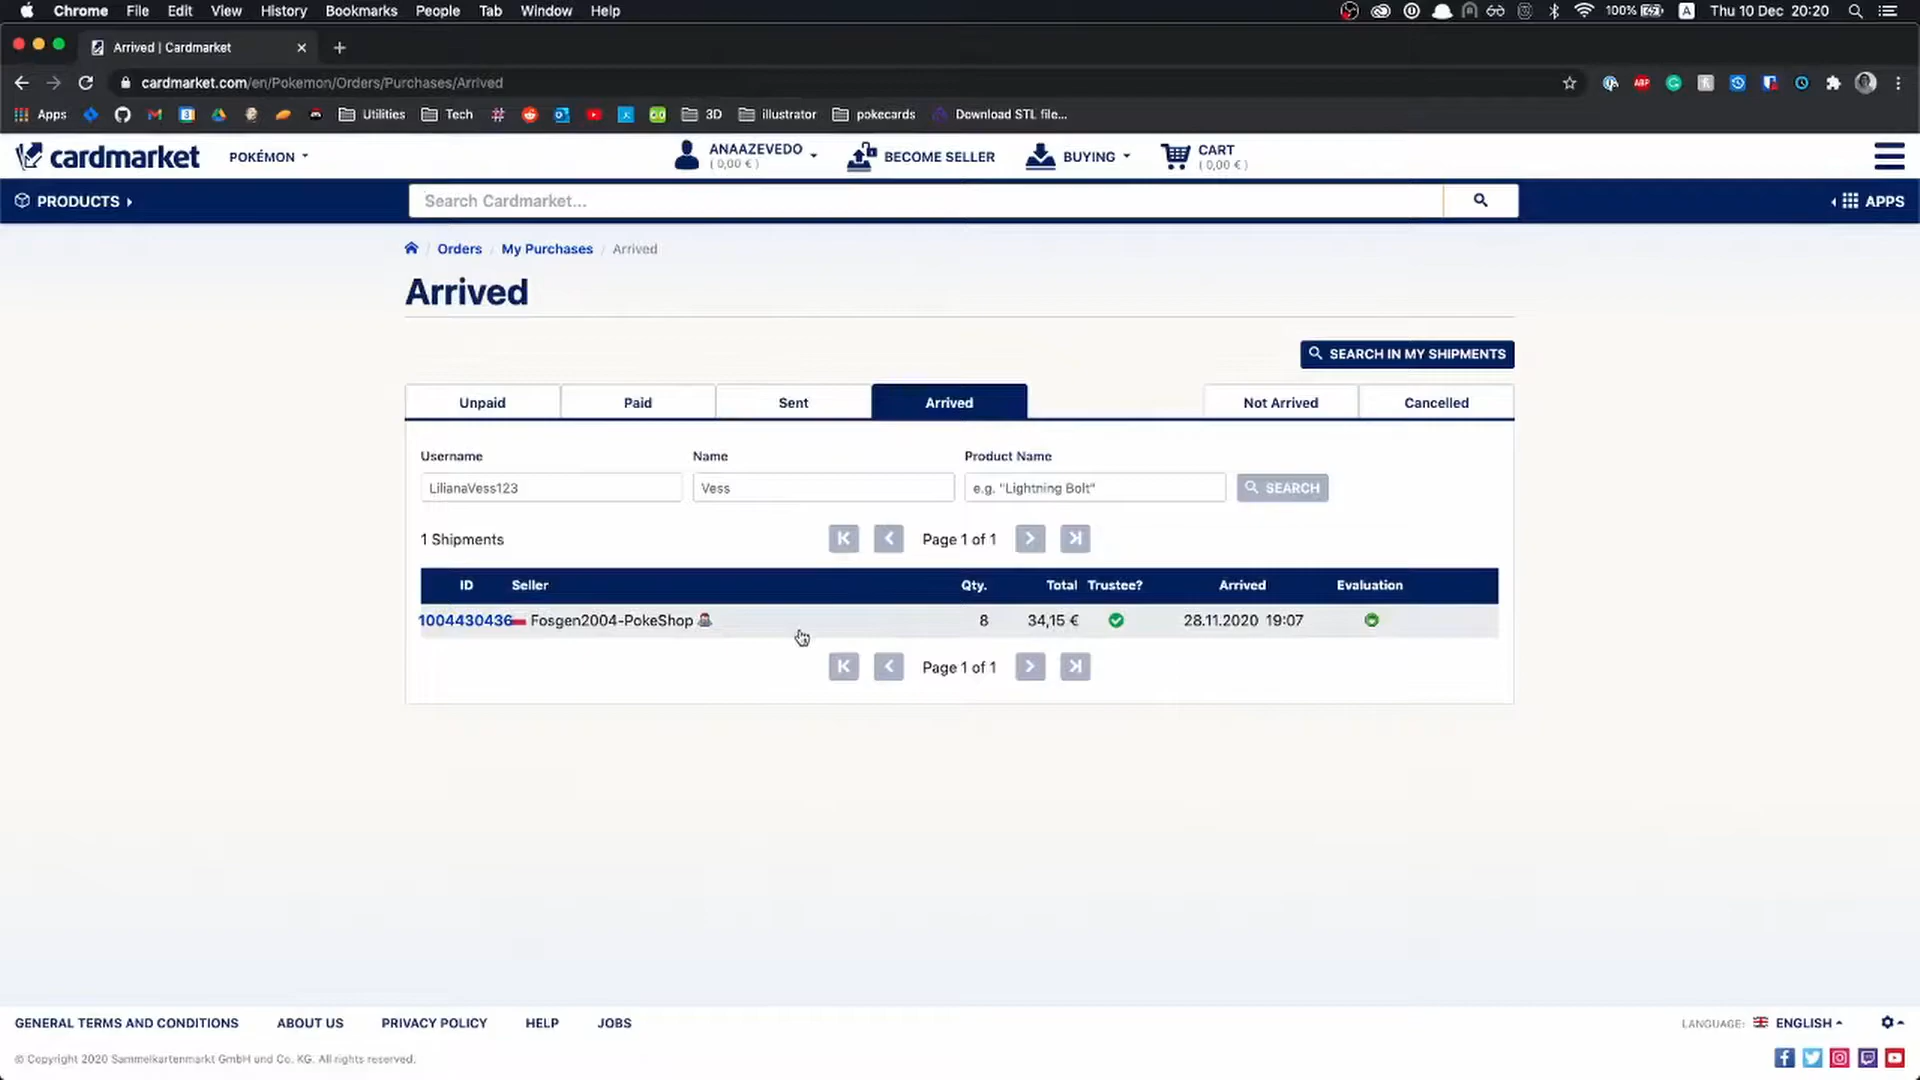 Chrome File Edit View History Bookmarks People Tab Window Help 100% A Thu 10 Dec 20:20
Arrived | Cardmarket
cardmarket.com/en/Pokemon/Orders/Purchases/Arrived ABP
Apps Utilities Tech 3D illustrator pokecards Download STL file...
cardmarket POKÉMON ANAAZEVEDO BECOME SELLER BUYING CART
( 0,00 € ) ( 0,00 € )
PRODUCTS Search Cardmarket... APPS
Orders / My Purchases / Arrived
Arrived
SEARCH IN MY SHIPMENTS
Unpaid Paid Sent Arrived Not Arrived Cancelled
Username Name Product Name
LilianaVess123 Vess e.g. "Lightning Bolt" SEARCH
1 Shipments Page 1 of 1
ID Seller Qty. Total Trustee? Arrived Evaluation
1004430436 Fosgen2004-PokeShop 8 34,15 € 28.11.2020 19:07
Page 1 of 1
GENERAL TERMS AND CONDITIONS ABOUT US PRIVACY POLICY HELP JOBS LANGUAGE: ENGLISH
© Copyright 2020 Sammelkartenmarkt GmbH und Co. KG. All rights reserved.